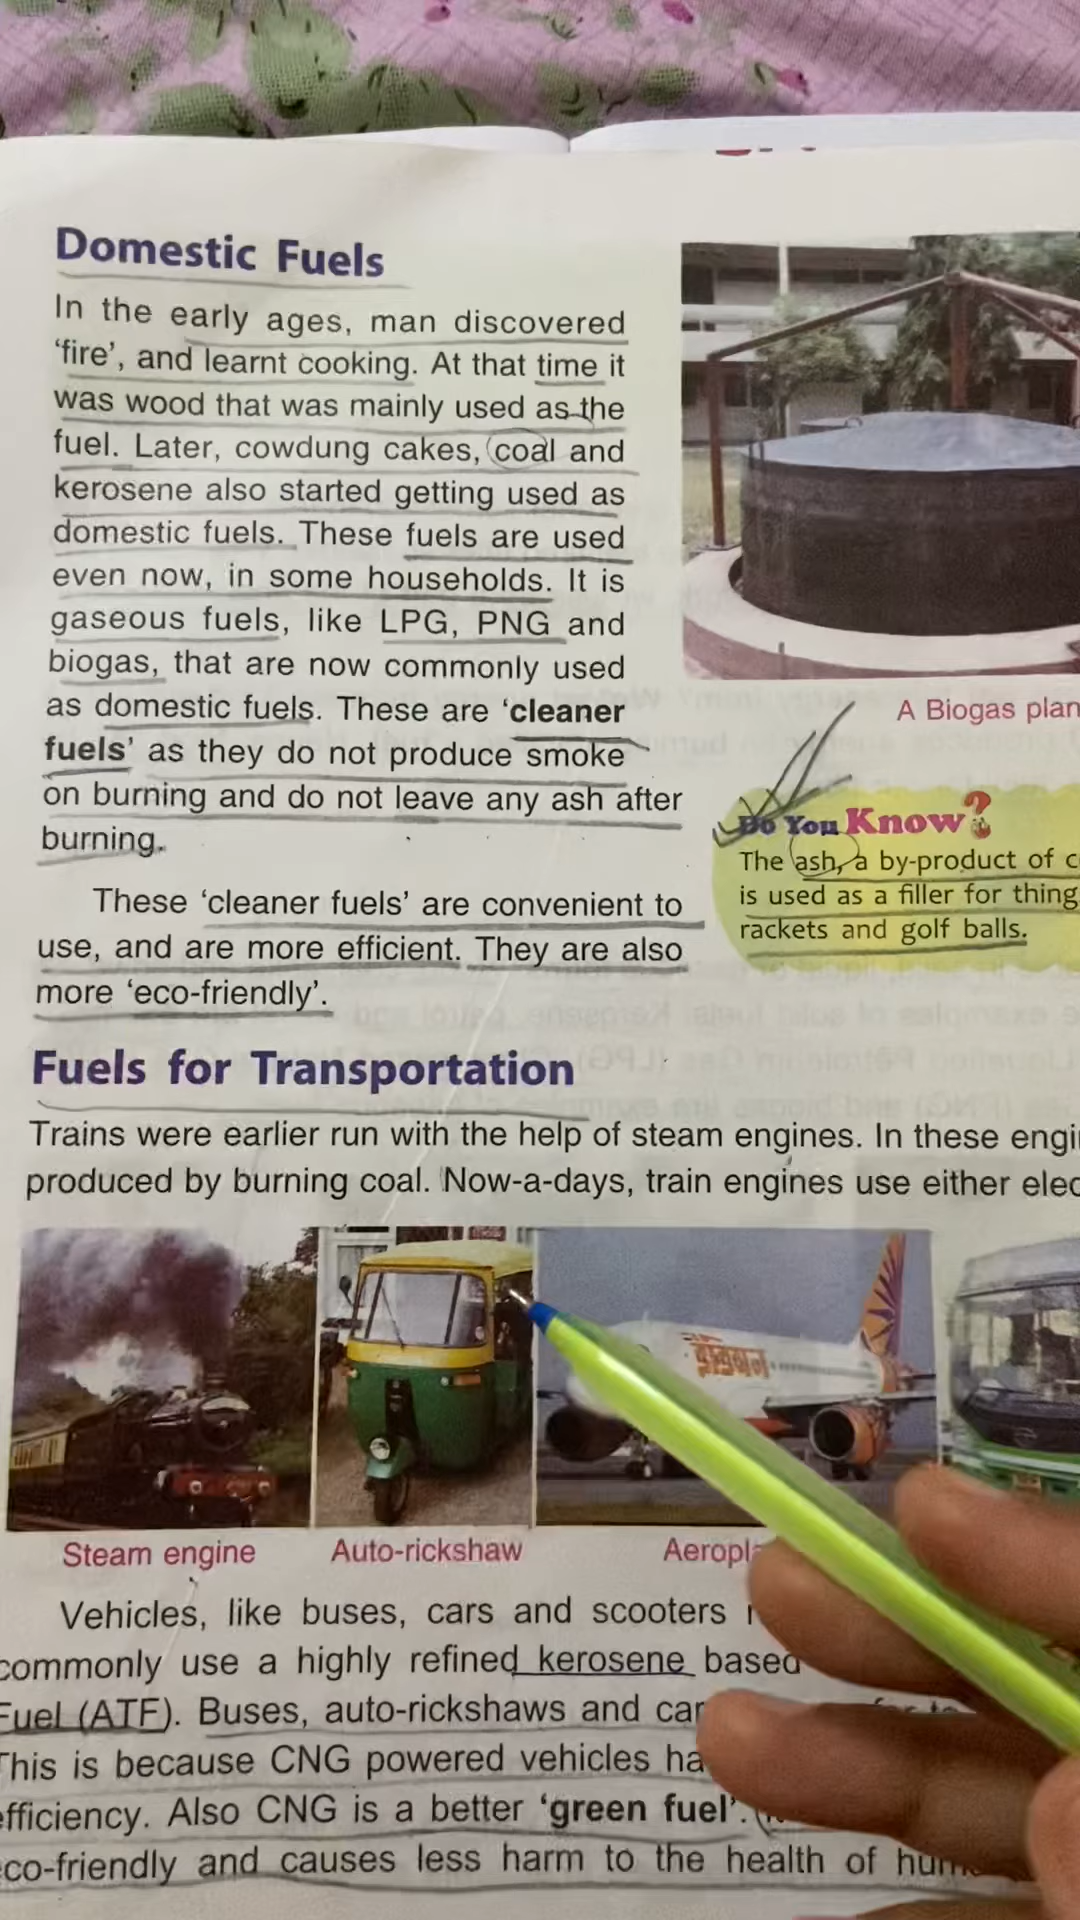 Domestic Fuels
In the early ages, man discovered
‘fire’, and learnt cooking. At that time it
was wood that was mainly used as the
fuel. Later, cowdung cakes, coal and
kerosene also started getting used as
domestic fuels. These fuels are used
even now, in some households. It is
gaseous fuels, like LPG, PNG and
biogas, that are now commonly used
as domestic fuels. These are ‘cleaner
fuels’ as they do not produce smoke
on burning and do not leave any ash after
burning.
These ‘cleaner fuels’ are convenient to
use, and are more efficient. They are also
more ‘eco-friendly’.
A Biogas plan
Do You Know?
The ash, a by-product of c
is used as a filler for thing
rackets and golf balls.
Fuels for Transportation
Trains were earlier run with the help of steam engines. In these engi
produced by burning coal. Now-a-days, train engines use either elec
Steam engine
Auto-rickshaw
Aeropla
Vehicles, like buses, cars and scooters
commonly use a highly refined kerosene based
Fuel (ATF). Buses, auto-rickshaws and car
This is because CNG powered vehicles ha
efficiency. Also CNG is a better ‘green fuel’.
eco-friendly and causes less harm to the health of hum